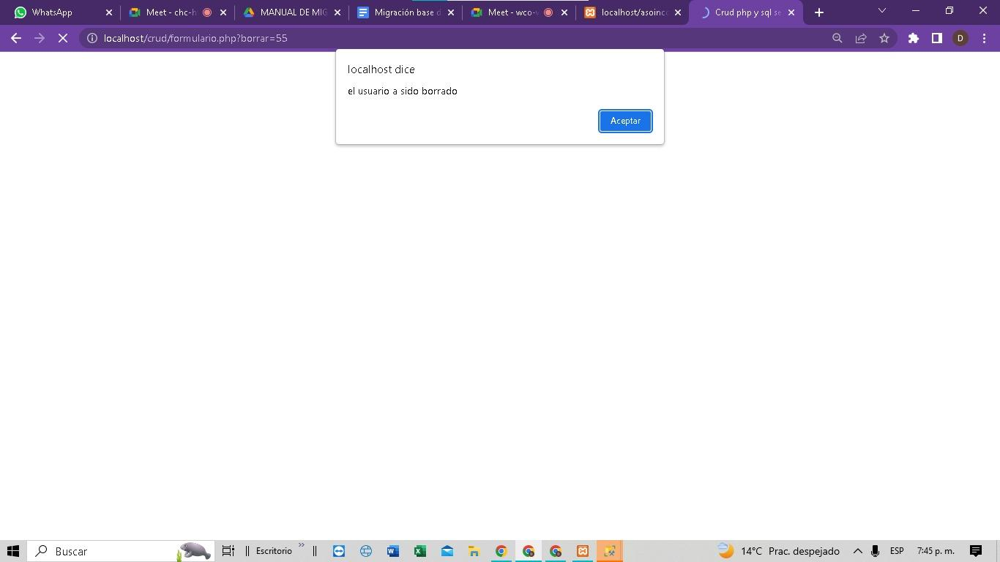 WhatsApp
Meet - chc-h
MANUAL DE MIG
Migración base d
Meet - wco-v
localhost/asoinco
Crud php y sql se
localhost/crud/formulario.php?borrar=55
D
localhost dice
el usuario a sido borrado
Aceptar
Buscar
Escritorio
14°C Prac. despejado
ESP
7:45 p. m.